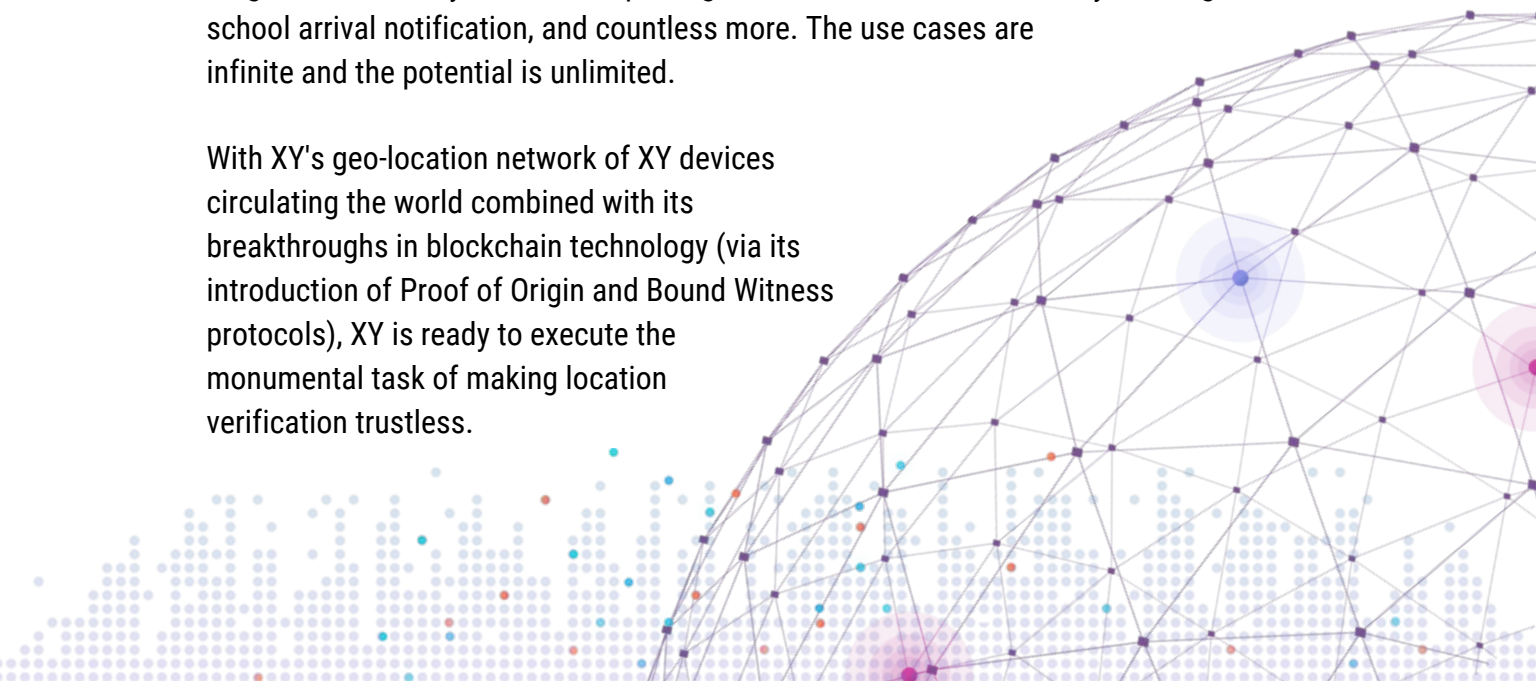 school arrival notification, and countless more. The use cases are
infinite and the potential is unlimited.
With XY's geo-location network of XY devices
circulating the world combined with its
breakthroughs in blockchain technology (via its
introduction of Proof of Origin and Bound Witness
protocols), XY is ready to execute the
monumental task of making location
verification trustless.